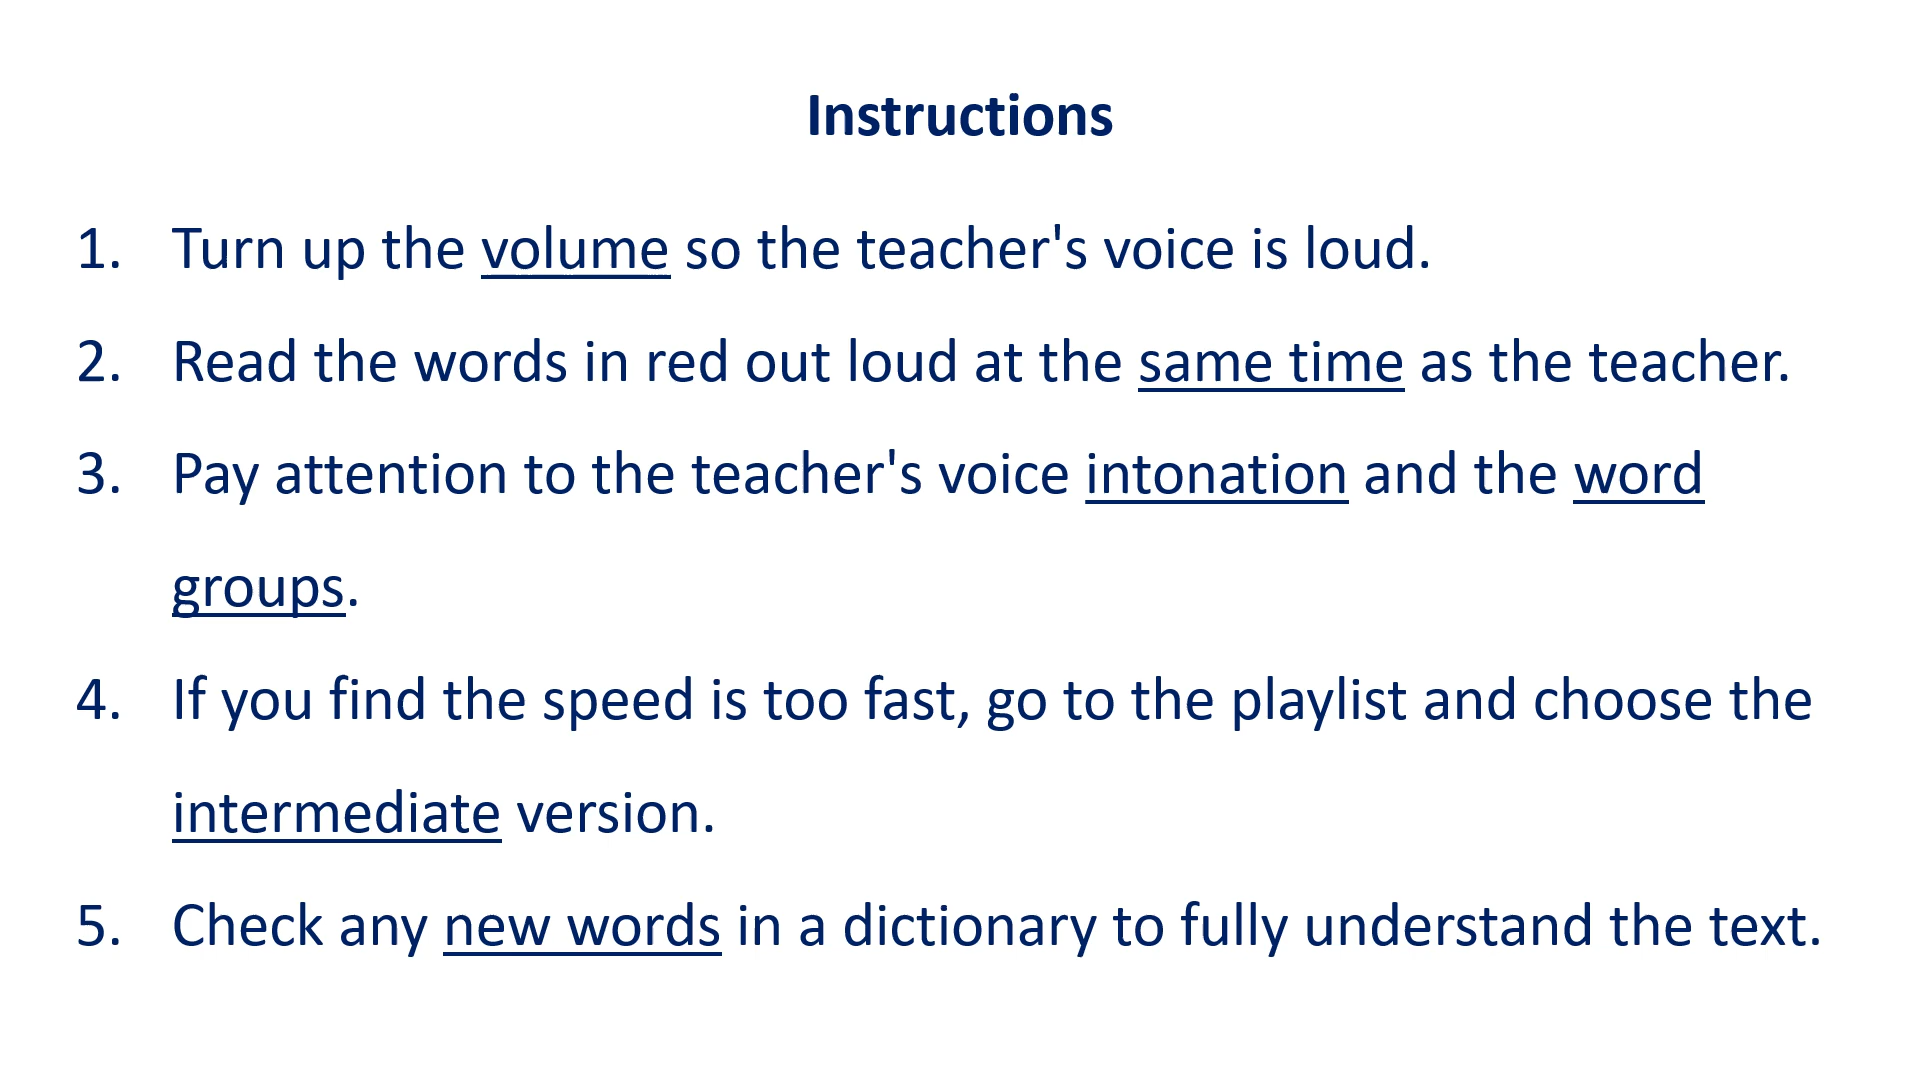 Instructions
1. Turn up the volume so the teacher's voice is loud.
2. Read the words in red out loud at the same time as the teacher.
3. Pay attention to the teacher's voice intonation and the word
groups.
4. If you find the speed is too fast, go to the playlist and choose the
intermediate version.
5. Check any new words in a dictionary to fully understand the text.